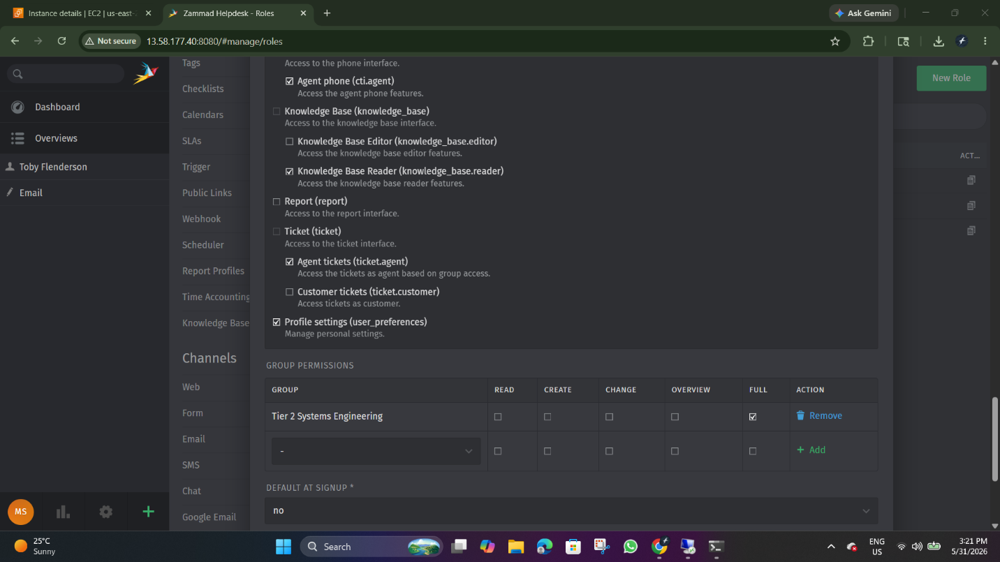 Instance details | EC2 | us-east-
Zammad Helpdesk - Roles
Ask Gemini
Not secure
13.58.177.40:8080/#manage/roles
Dashboard
Overviews
Toby Flenderson
Email
MS
Tags
Checklists
Calendars
SLAs
Trigger
Public Links
Webhook
Scheduler
Report Profiles
Time Accounting
Knowledge Base
Channels
Web
Form
Email
SMS
Chat
Google Email
Access to the phone interface.
Agent phone (cti.agent)
Access the agent phone features.
Knowledge Base (knowledge_base)
Access to the knowledge base interface.
Knowledge Base Editor (knowledge_base.editor)
Access the knowledge base editor features.
Knowledge Base Reader (knowledge_base.reader)
Access the knowledge base reader features.
Report (report)
Access to the report interface.
Ticket (ticket)
Access to the ticket interface.
Agent tickets (ticket.agent)
Access the tickets as agent based on group access.
Customer tickets (ticket.customer)
Access tickets as customer.
Profile settings (user_preferences)
Manage personal settings.
GROUP PERMISSIONS
GROUP READ CREATE CHANGE OVERVIEW FULL ACTION
Tier 2 Systems Engineering Remove
- Add
DEFAULT AT SIGNUP *
no
New Role
ACT...
25°C
Sunny
Search
ENG
US
3:21 PM
5/31/2026